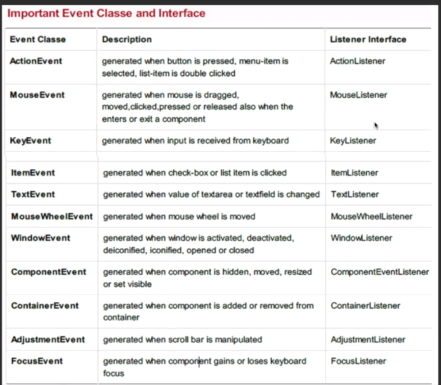 Important Event Classe and Interface
Event Classe Description Listener Interface
ActionEvent generated when button is pressed, menu-item is ActionListener
selected, list-item is double clicked
MouseEvent generated when mouse is dragged, MouseListener
moved,clicked,pressed or released also when the
enters or exit a component
KeyEvent generated when input is received from keyboard KeyListener
ItemEvent generated when check-box or list item is clicked ItemListener
TextEvent generated when value of textarea or textfield is changed TextListener
MouseWheelEvent generated when mouse wheel is moved MouseWheelListener
WindowEvent generated when window is activated, deactivated, WindowListener
deiconified, iconified, opened or closed
ComponentEvent generated when component is hidden, moved, resized ComponentEventListener
or set visible
ContainerEvent generated when component is added or removed from ContainerListener
container
AdjustmentEvent generated when scroll bar is manipulated AdjustmentListener
FocusEvent generated when component gains or loses keyboard FocusListener
focus